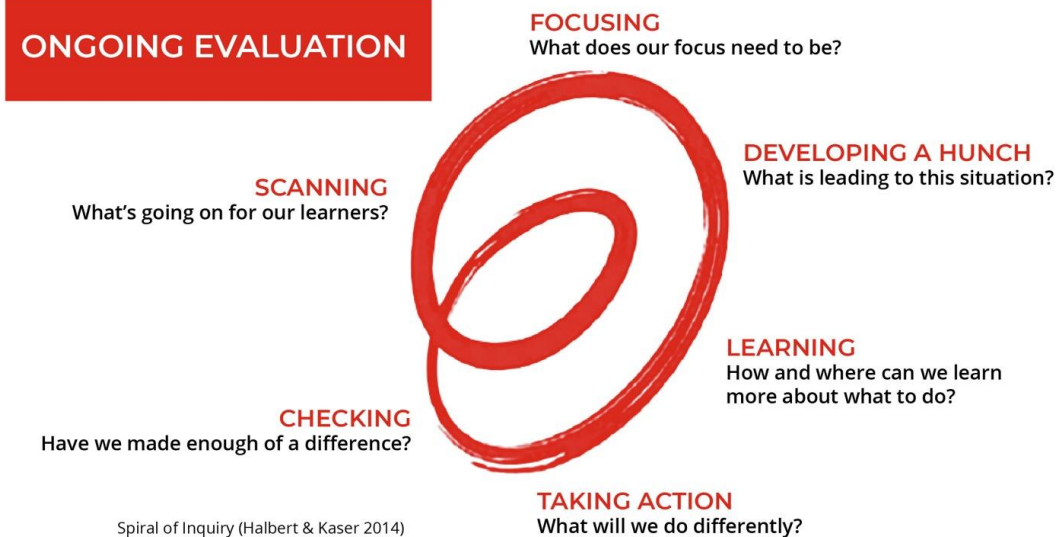 ONGOING EVALUATION
FOCUSING
What does our focus need to be?
DEVELOPING A HUNCH
What is leading to this situation?
SCANNING
What's going on for our learners?
LEARNING
How and where can we learn
more about what to do?
CHECKING
Have we made enough of a difference?
TAKING ACTION
What will we do differently?
Spiral of Inquiry (Halbert & Kaser 2014)